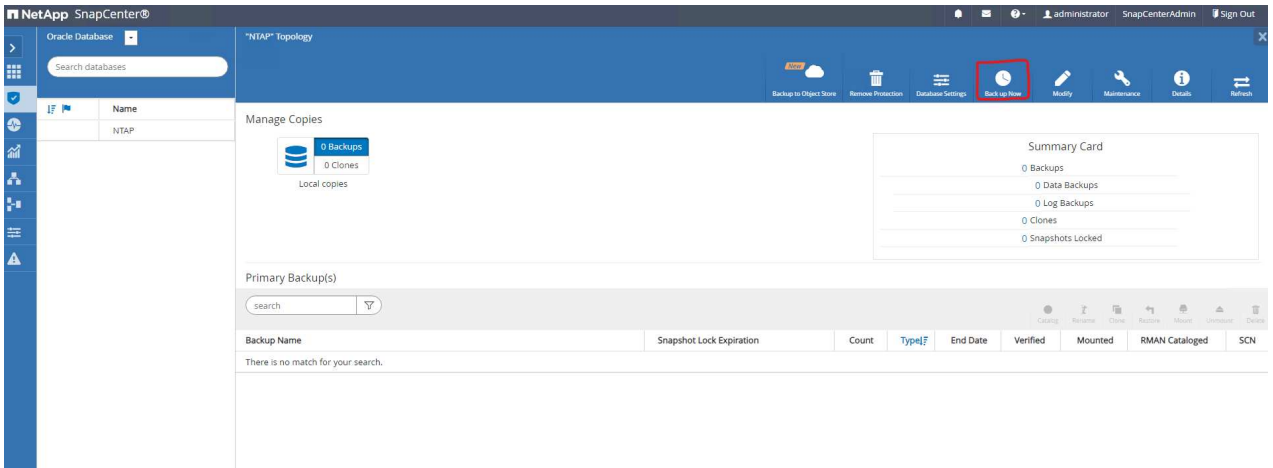 NetApp SnapCenter®
administrator SnapCenterAdmin Sign Out
Oracle Database
Search databases
Name
NTAP
"NTAP" Topology
New
Backup to Object Store Remove Protection Database Settings Back up Now Modify Maintenance Details Refresh
Manage Copies
0 Backups
0 Clones
Local copies
Summary Card
0 Backups
0 Data Backups
0 Log Backups
0 Clones
0 Snapshots Locked
Primary Backup(s)
search
Catalog Rename Clone Restore Mount Unmount Delete
Backup Name Snapshot Lock Expiration Count Type End Date Verified Mounted RMAN Cataloged SCN
There is no match for your search.